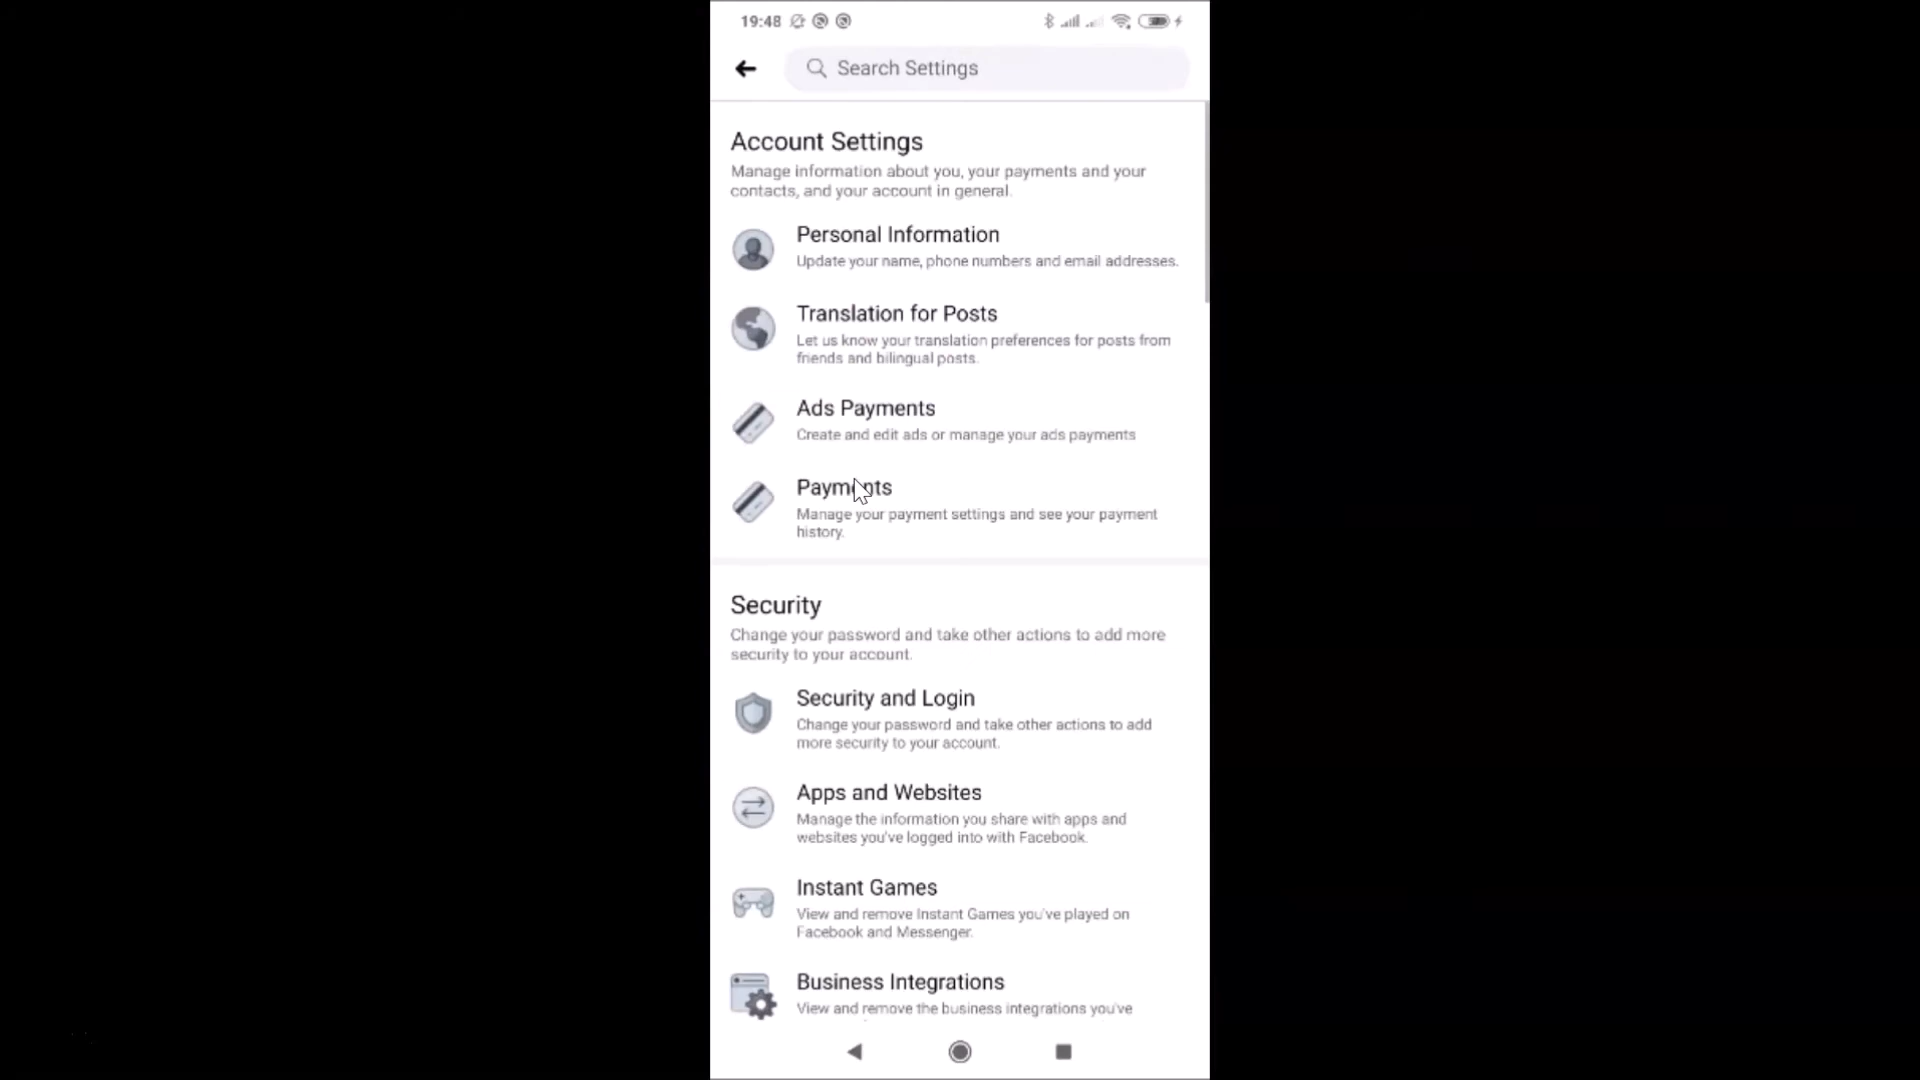 19:48
Search Settings
Account Settings
Manage information about you, your payments and your
contacts, and your account in general.
Personal Information
Update your name, phone numbers and email addresses.
Translation for Posts
Let us know your translation preferences for posts from
friends and bilingual posts.
Ads Payments
Create and edit ads or manage your ads payments
Payments
Manage your payment settings and see your payment
history.
Security
Change your password and take other actions to add more
security to your account.
Security and Login
Change your password and take other actions to add
more security to your account.
Apps and Websites
Manage the information you share with apps and
websites you've logged into with Facebook.
Instant Games
View and remove Instant Games you've played on
Facebook and Messenger.
Business Integrations
View and remove the business integrations you've